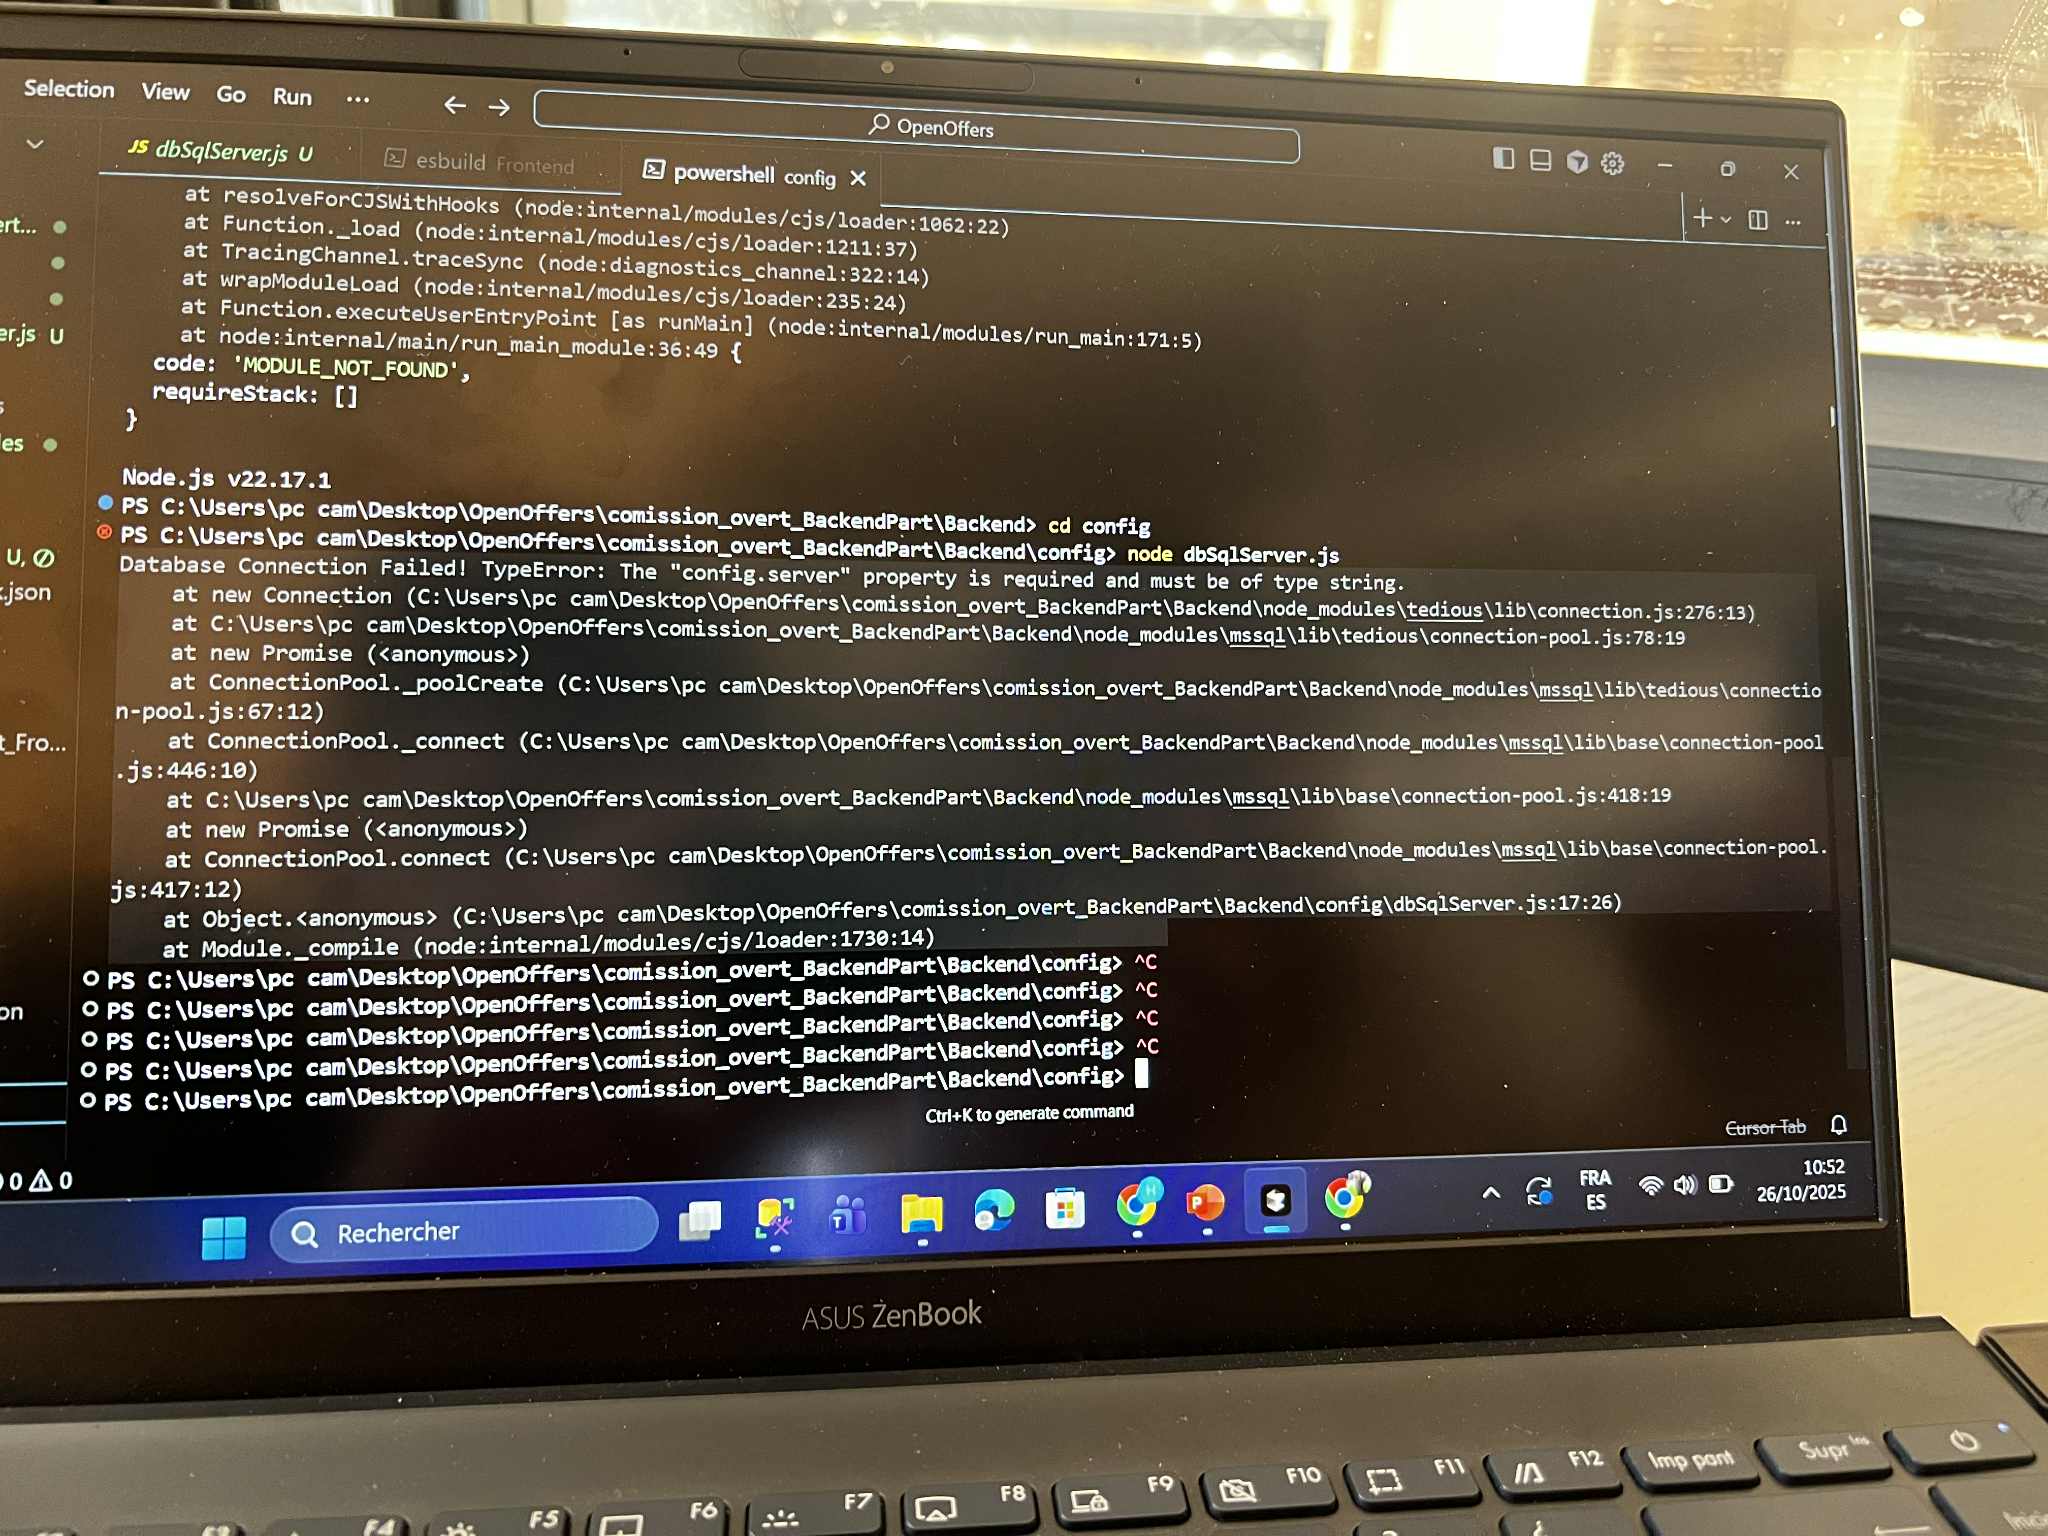 Selection View Go Run ...
OpenOffers
JS dbSqlServer.js U
esbuild Frontend
powershell config
at resolveForCJSWithHooks (node:internal/modules/cjs/loader:1062:22)
at Function._load (node:internal/modules/cjs/loader:1211:37)
at TracingChannel.traceSync (node:diagnostics_channel:322:14)
at wrapModuleLoad (node:internal/modules/cjs/loader:235:24)
at Function.executeUserEntryPoint [as runMain] (node:internal/modules/run_main:171:5)
at node:internal/main/run_main_module:36:49 {
code: 'MODULE_NOT_FOUND',
requireStack: []
}
Node.js v22.17.1
PS C:\Users\pc cam\Desktop\OpenOffers\comission_overt_BackendPart\Backend> cd config
PS C:\Users\pc cam\Desktop\OpenOffers\comission_overt_BackendPart\Backend\config> node dbSqlServer.js
Database Connection Failed! TypeError: The "config.server" property is required and must be of type string.
at new Connection (C:\Users\pc cam\Desktop\OpenOffers\comission_overt_BackendPart\Backend\node_modules\tedious\lib\connection.js:276:13)
at C:\Users\pc cam\Desktop\OpenOffers\comission_overt_BackendPart\Backend\node_modules\mssql\lib\tedious\connection-pool.js:78:19
at new Promise (<anonymous>)
at ConnectionPool._poolCreate (C:\Users\pc cam\Desktop\OpenOffers\comission_overt_BackendPart\Backend\node_modules\mssql\lib\tedious\connectio
n-pool.js:67:12)
at ConnectionPool._connect (C:\Users\pc cam\Desktop\OpenOffers\comission_overt_BackendPart\Backend\node_modules\mssql\lib\base\connection-pool
.js:446:10)
at C:\Users\pc cam\Desktop\OpenOffers\comission_overt_BackendPart\Backend\node_modules\mssql\lib\base\connection-pool.js:418:19
at new Promise (<anonymous>)
at ConnectionPool.connect (C:\Users\pc cam\Desktop\OpenOffers\comission_overt_BackendPart\Backend\node_modules\mssql\lib\base\connection-pool.
js:417:12)
at Object.<anonymous> (C:\Users\pc cam\Desktop\OpenOffers\comission_overt_BackendPart\Backend\config\dbSqlServer.js:17:26)
at Module._compile (node:internal/modules/cjs/loader:1730:14)
PS C:\Users\pc cam\Desktop\OpenOffers\comission_overt_BackendPart\Backend\config> ^C
PS C:\Users\pc cam\Desktop\OpenOffers\comission_overt_BackendPart\Backend\config> ^C
PS C:\Users\pc cam\Desktop\OpenOffers\comission_overt_BackendPart\Backend\config> ^C
PS C:\Users\pc cam\Desktop\OpenOffers\comission_overt_BackendPart\Backend\config> ^C
PS C:\Users\pc cam\Desktop\OpenOffers\comission_overt_BackendPart\Backend\config>
Ctrl+K to generate command
Cursor Tab
ert...
er.js U
es
U,
.json
t_Fro...
on
0 0
Rechercher
FRA
ES
10:52
26/10/2025
ASUS ZenBook
F4 F5 F6 F7 F8 F9 F10 F11 F12 Imp pant Supr Ins